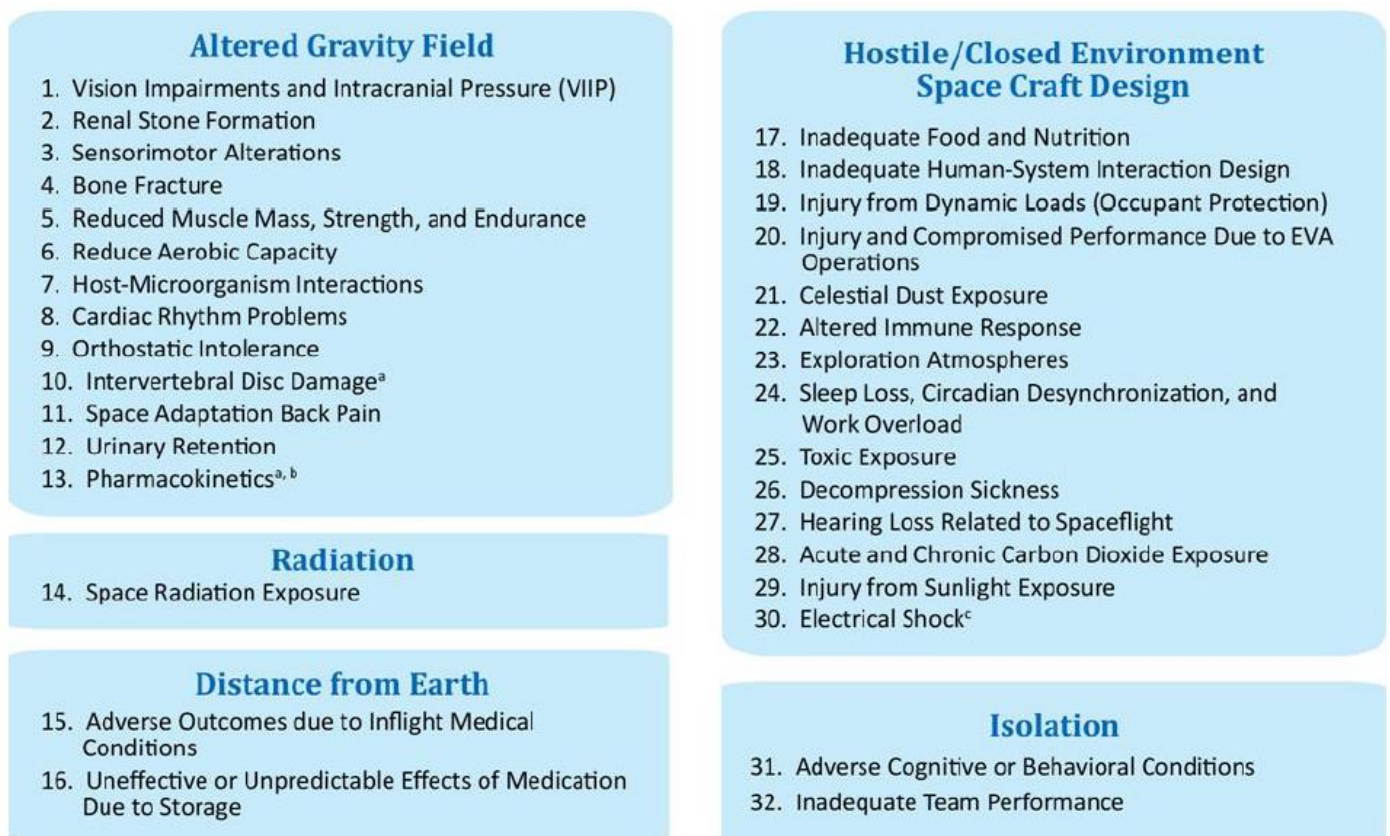 Altered Gravity Field
1. Vision Impairments and Intracranial Pressure (VIIP)
2. Renal Stone Formation
3. Sensorimotor Alterations
4. Bone Fracture
5. Reduced Muscle Mass, Strength, and Endurance
6. Reduce Aerobic Capacity
7. Host-Microorganism Interactions
8. Cardiac Rhythm Problems
9. Orthostatic Intolerance
10. Intervertebral Disc Damageᵃ
11. Space Adaptation Back Pain
12. Urinary Retention
13. Pharmacokineticsᵃ, ᵇ
Radiation
14. Space Radiation Exposure
Distance from Earth
15. Adverse Outcomes due to Inflight Medical
Conditions
16. Uneffective or Unpredictable Effects of Medication
Due to Storage
Hostile/Closed Environment
Space Craft Design
17. Inadequate Food and Nutrition
18. Inadequate Human-System Interaction Design
19. Injury from Dynamic Loads (Occupant Protection)
20. Injury and Compromised Performance Due to EVA
Operations
21. Celestial Dust Exposure
22. Altered Immune Response
23. Exploration Atmospheres
24. Sleep Loss, Circadian Desynchronization, and
Work Overload
25. Toxic Exposure
26. Decompression Sickness
27. Hearing Loss Related to Spaceflight
28. Acute and Chronic Carbon Dioxide Exposure
29. Injury from Sunlight Exposure
30. Electrical Shockᶜ
Isolation
31. Adverse Cognitive or Behavioral Conditions
32. Inadequate Team Performance